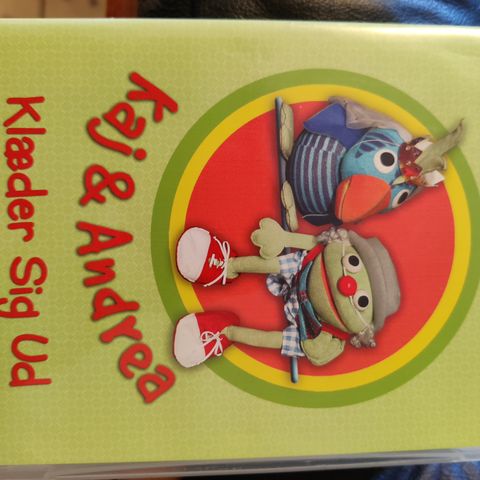 Kaj & Andrea
Klæder Sig Ud